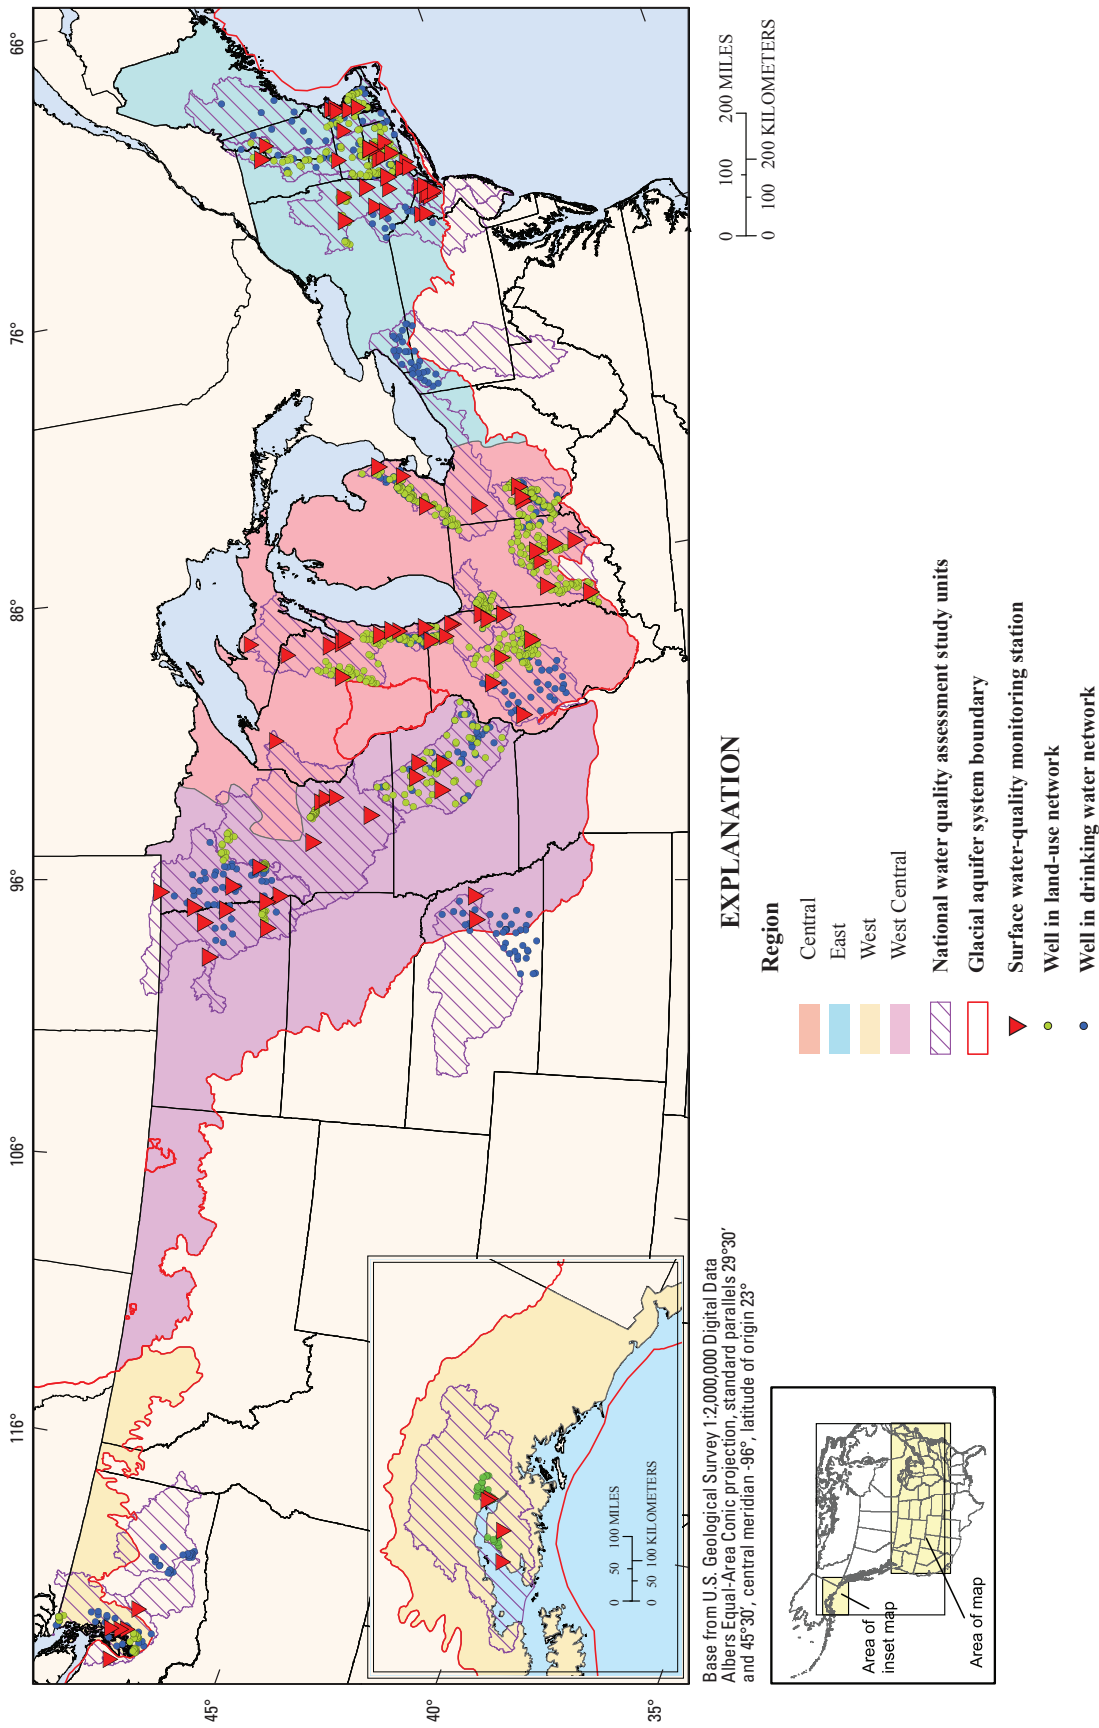 116°
106°
96°
86°
76°
66°
45°
40°
35°
0 50 100 MILES
0 50 100 KILOMETERS
Base from U.S. Geological Survey 1:2,000,000 Digital Data
Albers Equal-Area Conic projection, standard parallels 29°30′
and 45°30′, central meridian -96°, latitude of origin 23°
0 100 200 MILES
0 100 200 KILOMETERS
Area of
inset map
Area of map
EXPLANATION
Region
Central
East
West
West Central
National water quality assessment study units
Glacial aquifer system boundary
Surface water-quality monitoring station
Well in land-use network
Well in drinking water network